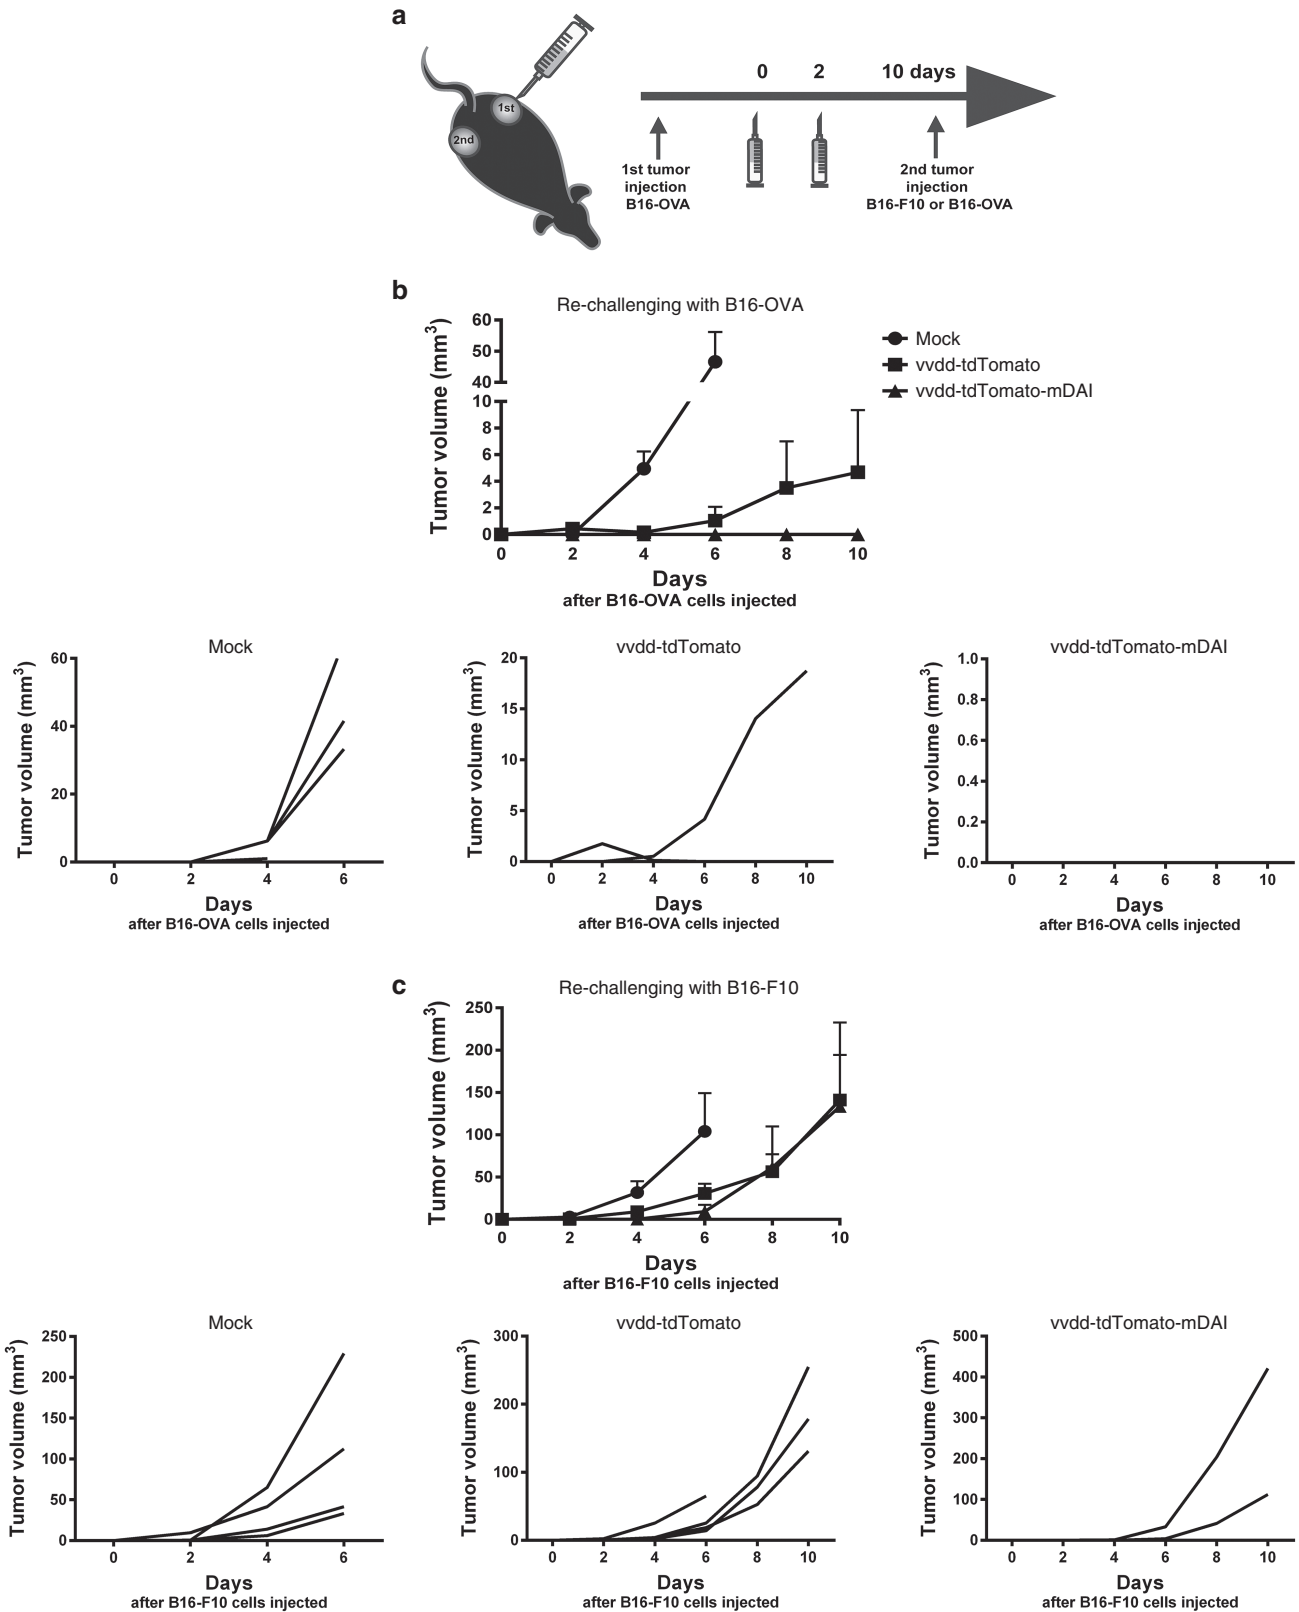 a
1st
2nd
0 2 10 days
1st tumor
injection
B16-OVA
2nd tumor
injection
B16-F10 or B16-OVA
b
Re-challenging with B16-OVA
Tumor volume (mm3)
60
50
40
10
8
6
4
2
0
0 2 4 6 8 10
Days
after B16-OVA cells injected
Mock
vvdd-tdTomato
vvdd-tdTomato-mDAI
Mock
Tumor volume (mm3)
60
40
20
0
0 2 4 6
Days
after B16-OVA cells injected
vvdd-tdTomato
Tumor volume (mm3)
20
15
10
5
0
0 2 4 6 8 10
Days
after B16-OVA cells injected
vvdd-tdTomato-mDAI
Tumor volume (mm3)
1.0
0.8
0.6
0.4
0.2
0.0
0 2 4 6 8 10
Days
after B16-OVA cells injected
c
Re-challenging with B16-F10
Tumor volume (mm3)
250
200
150
100
50
0
0 2 4 6 8 10
Days
after B16-F10 cells injected
Mock
Tumor volume (mm3)
250
200
150
100
50
0
0 2 4 6
Days
after B16-F10 cells injected
vvdd-tdTomato
Tumor volume (mm3)
300
200
100
0
0 2 4 6 8 10
Days
after B16-F10 cells injected
vvdd-tdTomato-mDAI
Tumor volume (mm3)
500
400
300
200
100
0
0 2 4 6 8 10
Days
after B16-F10 cells injected